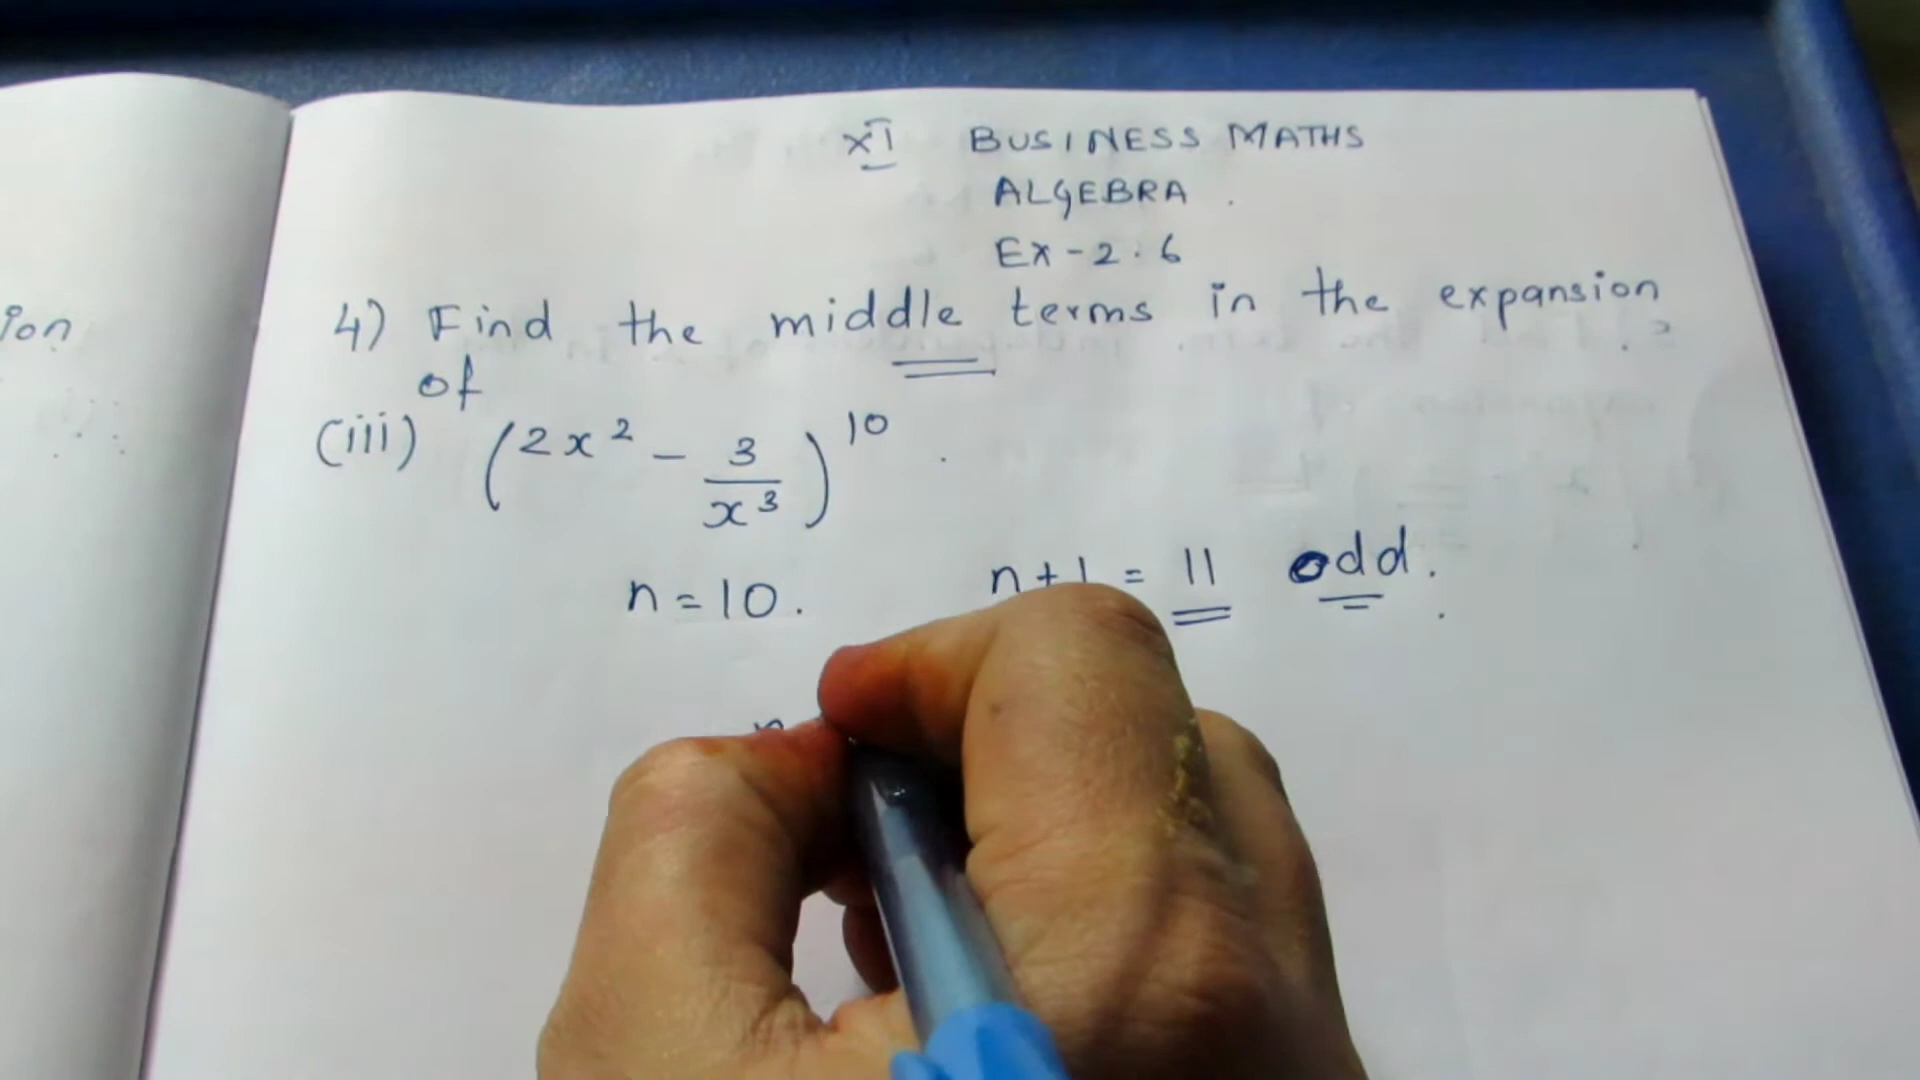 ion
XI BUSINESS MATHS
ALGEBRA .
Ex - 2.6
4) Find the middle terms in the expansion
of
(iii) (2x² - 3/x³)¹⁰ .
n = 10. n+1 = 11 odd.
n